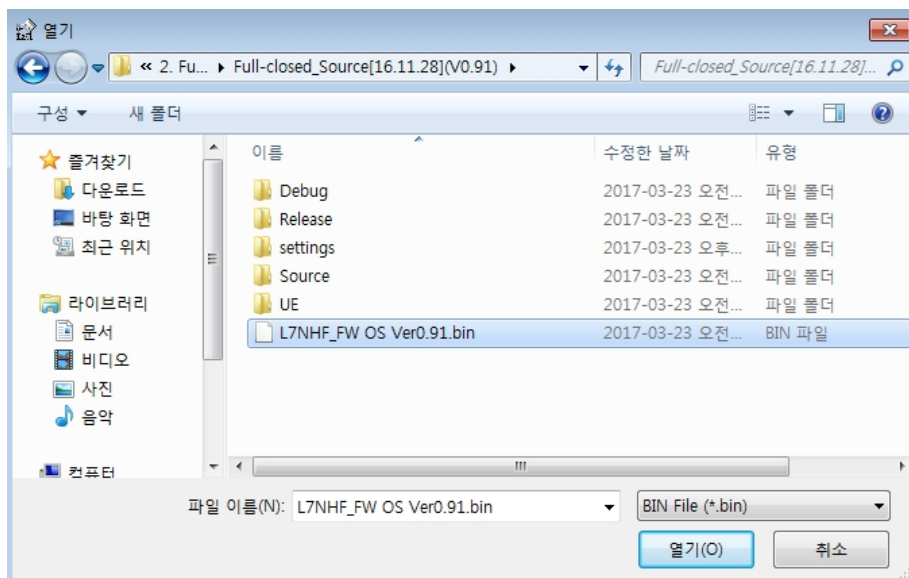 열기
« 2. Fu... ▸ Full-closed_Source[16.11.28](V0.91) ▸
Full-closed_Source[16.11.28]...
구성 새 폴더
이름 수정한 날짜 유형
즐겨찾기
다운로드
바탕 화면
최근 위치
라이브러리
문서
비디오
사진
음악
컴퓨터
Debug 2017-03-23 오전... 파일 폴더
Release 2017-03-23 오전... 파일 폴더
settings 2017-03-23 오후... 파일 폴더
Source 2017-03-23 오전... 파일 폴더
UE 2017-03-23 오전... 파일 폴더
L7NHF_FW OS Ver0.91.bin 2017-03-23 오전... BIN 파일
파일 이름(N): L7NHF_FW OS Ver0.91.bin BIN File (*.bin)
열기(O) 취소